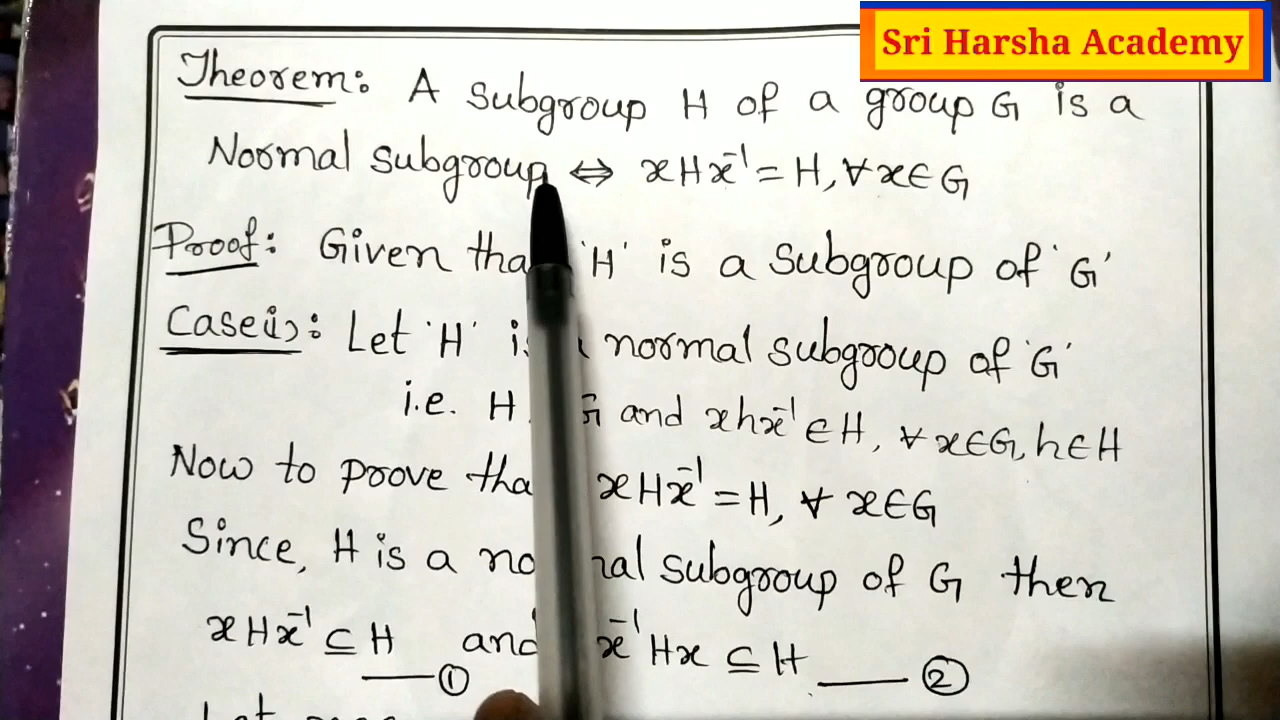 Sri Harsha Academy
Theorem: A subgroup H of a group G is a
Normal subgroup ⇔ xHx⁻¹ = H, ∀ x∈G
Proof: Given tha 'H' is a subgroup of 'G'
Case(i): Let 'H' is normal subgroup of 'G'
i.e. H G and xhx⁻¹ ∈ H, ∀ x∈G, h∈H
Now to prove tha xHx⁻¹ = H, ∀ x∈G
Since, H is a no al subgroup of G then
xHx⁻¹ ⊆ H and x⁻¹Hx ⊆ H —— ②
—— ①
Let